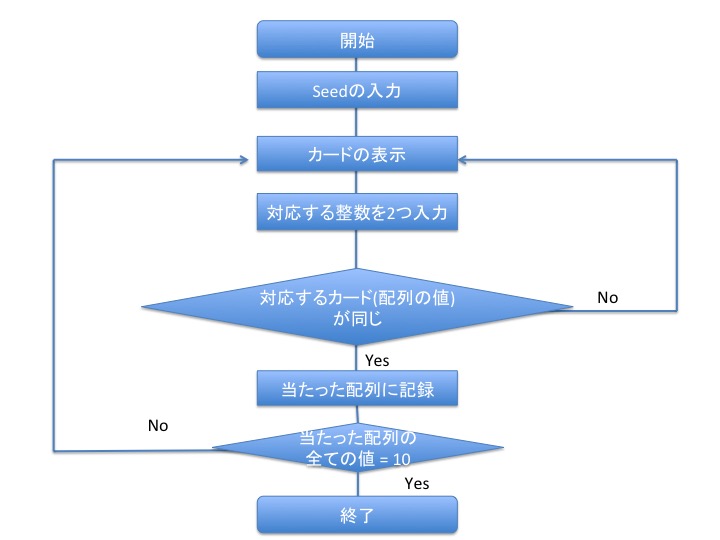 開始
Seedの入力
カードの表示
対応する整数を2つ入力
対応するカード(配列の値)
が同じ
No
Yes
当たった配列に記録
No
当たった配列の
全ての値 = 10
Yes
終了